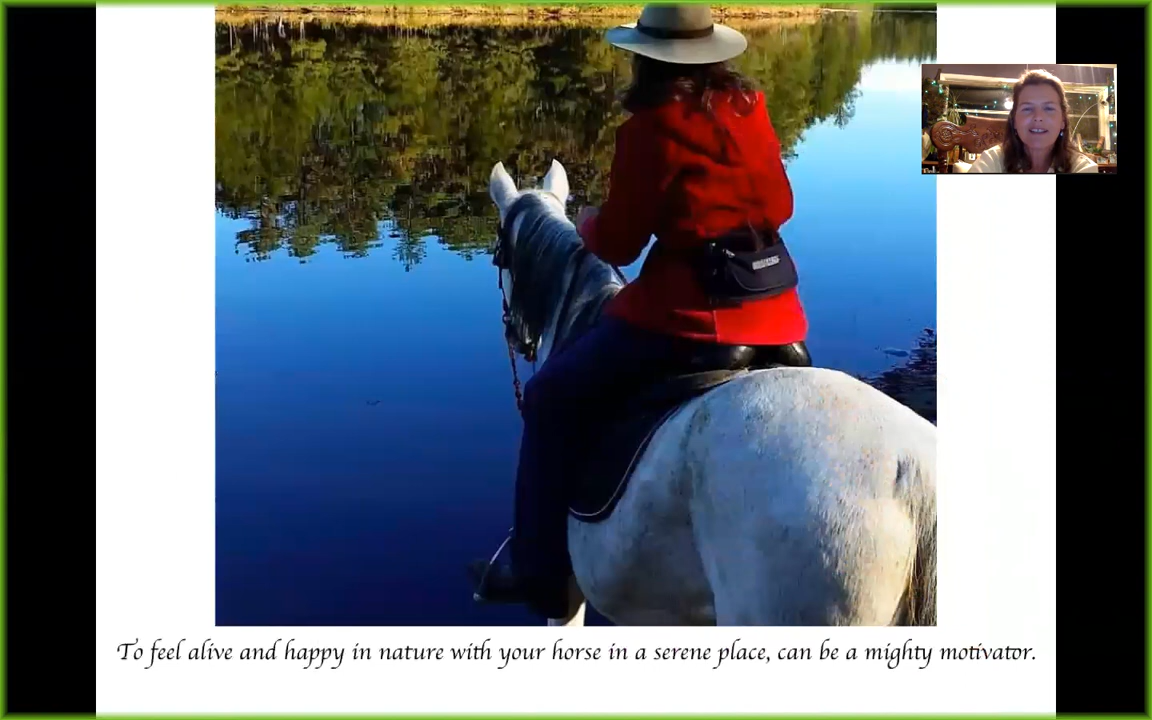 To feel alive and happy in nature with your horse in a serene place, can be a mighty motivator.